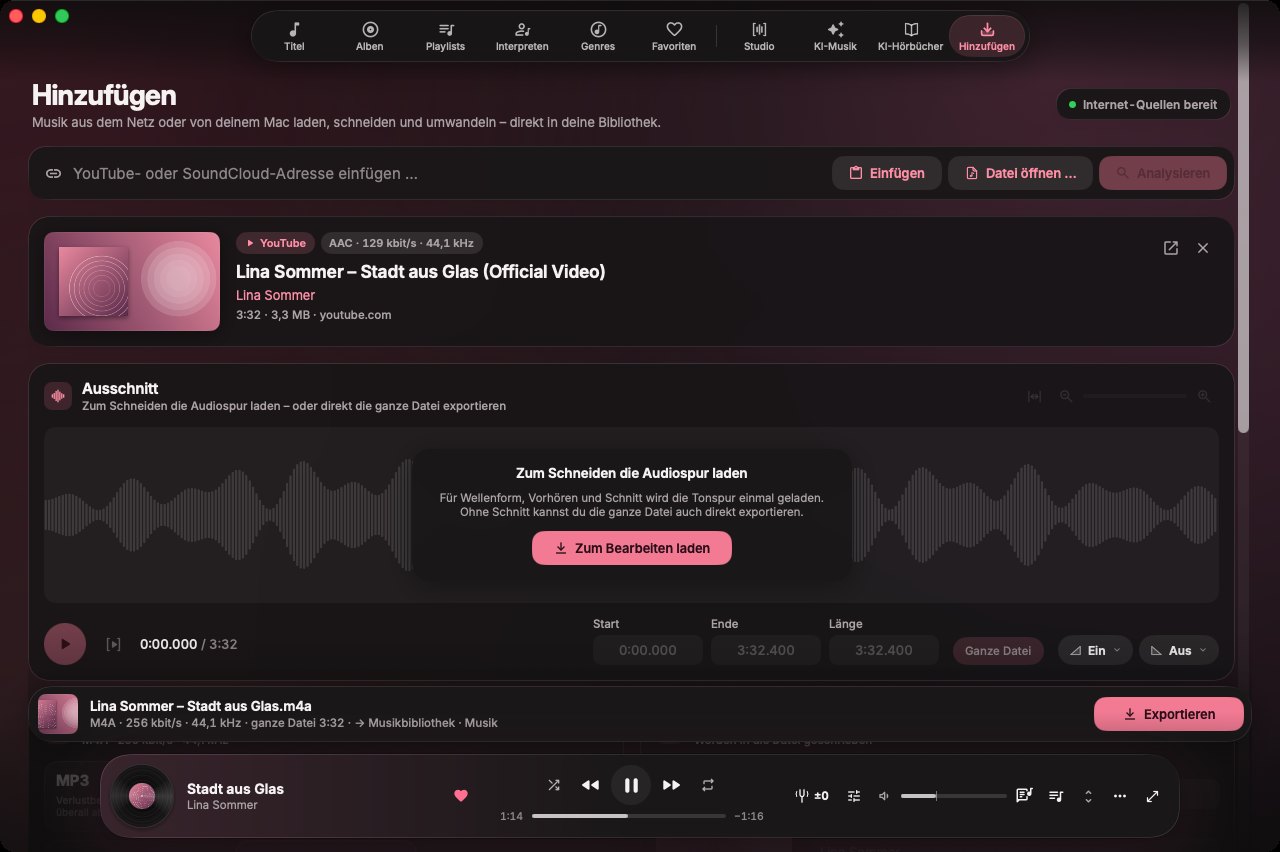 Titel
Alben
Playlists
Interpreten
Genres
Favoriten
Studio
KI-Musik
KI-Hörbücher
Hinzufügen
Hinzufügen
Musik aus dem Netz oder von deinem Mac laden, schneiden und umwandeln – direkt in deine Bibliothek.
Internet-Quellen bereit
YouTube- oder SoundCloud-Adresse einfügen ...
Einfügen
Datei öffnen ...
Analysieren
YouTube
AAC · 129 kbit/s · 44,1 kHz
Lina Sommer – Stadt aus Glas (Official Video)
Lina Sommer
3:32 · 3,3 MB · youtube.com
Ausschnitt
Zum Schneiden die Audiospur laden – oder direkt die ganze Datei exportieren
Zum Schneiden die Audiospur laden
Für Wellenform, Vorhören und Schnitt wird die Tonspur einmal geladen.
Ohne Schnitt kannst du die ganze Datei auch direkt exportieren.
Zum Bearbeiten laden
0:00.000 / 3:32
Start
Ende
Länge
0:00.000
3:32.400
3:32.400
Ganze Datei
Ein
Aus
Lina Sommer – Stadt aus Glas.m4a
M4A · 256 kbit/s · 44,1 kHz · ganze Datei 3:32 · → Musikbibliothek · Musik
Exportieren
MP3
Stadt aus Glas
Lina Sommer
1:14
−1:16
±0